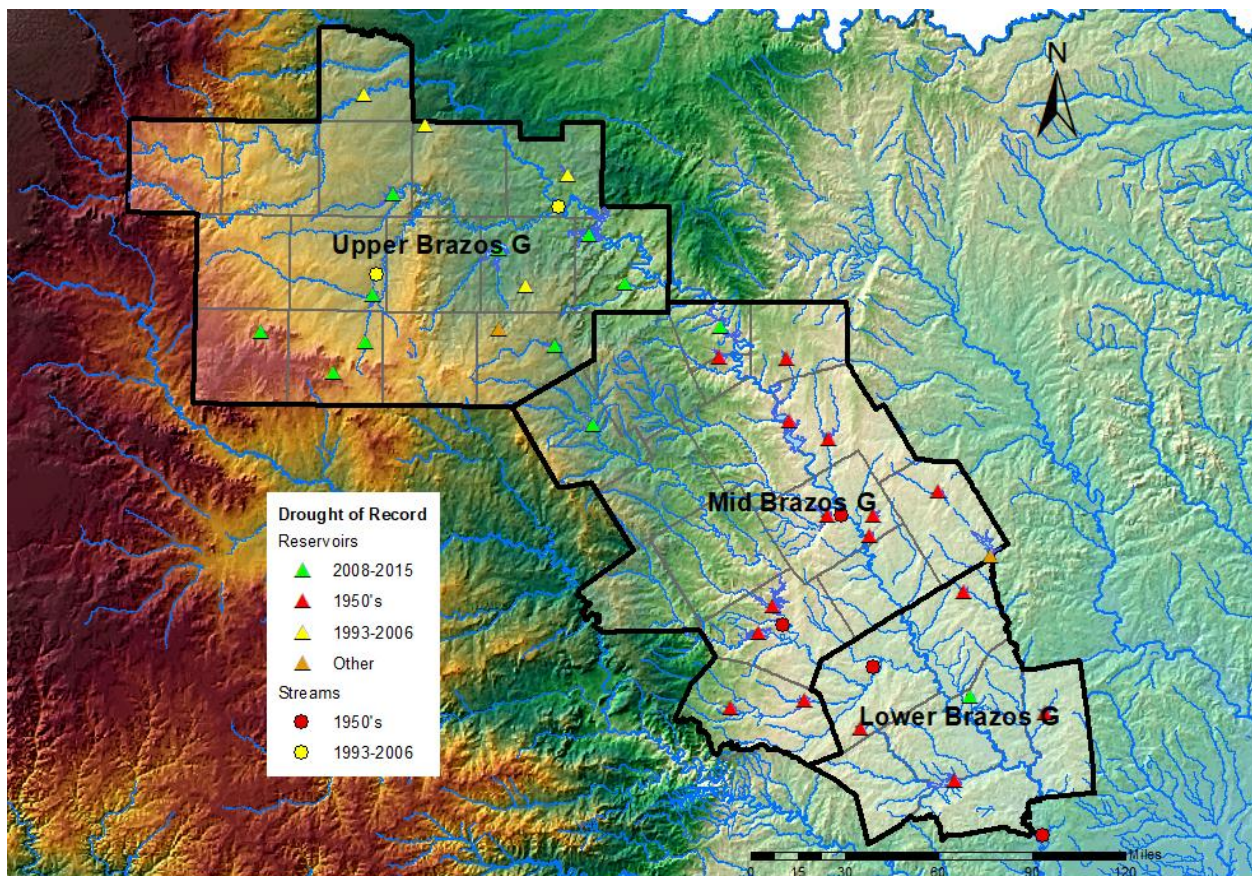 N
Upper Brazos G
Mid Brazos G
Lower Brazos G
Drought of Record
Reservoirs
2008-2015
1950's
1993-2006
Other
Streams
1950's
1993-2006
Miles
0 15 30 60 90 120